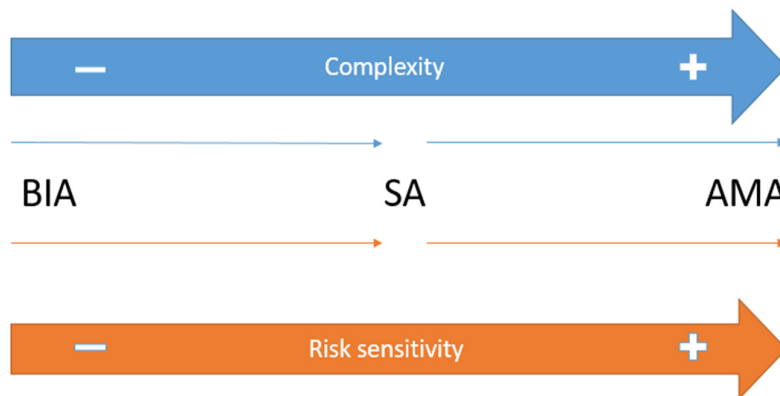 − Complexity +
BIA SA AMA
− Risk sensitivity +